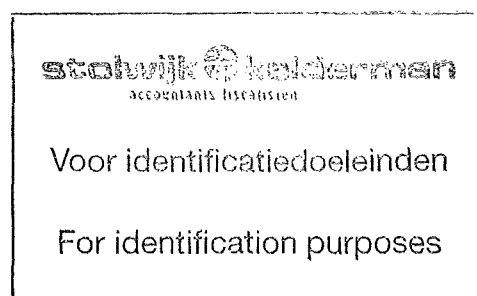 stolwijk kelderman
accountants fiscalisten
Voor identificatiedoeleinden
For identification purposes